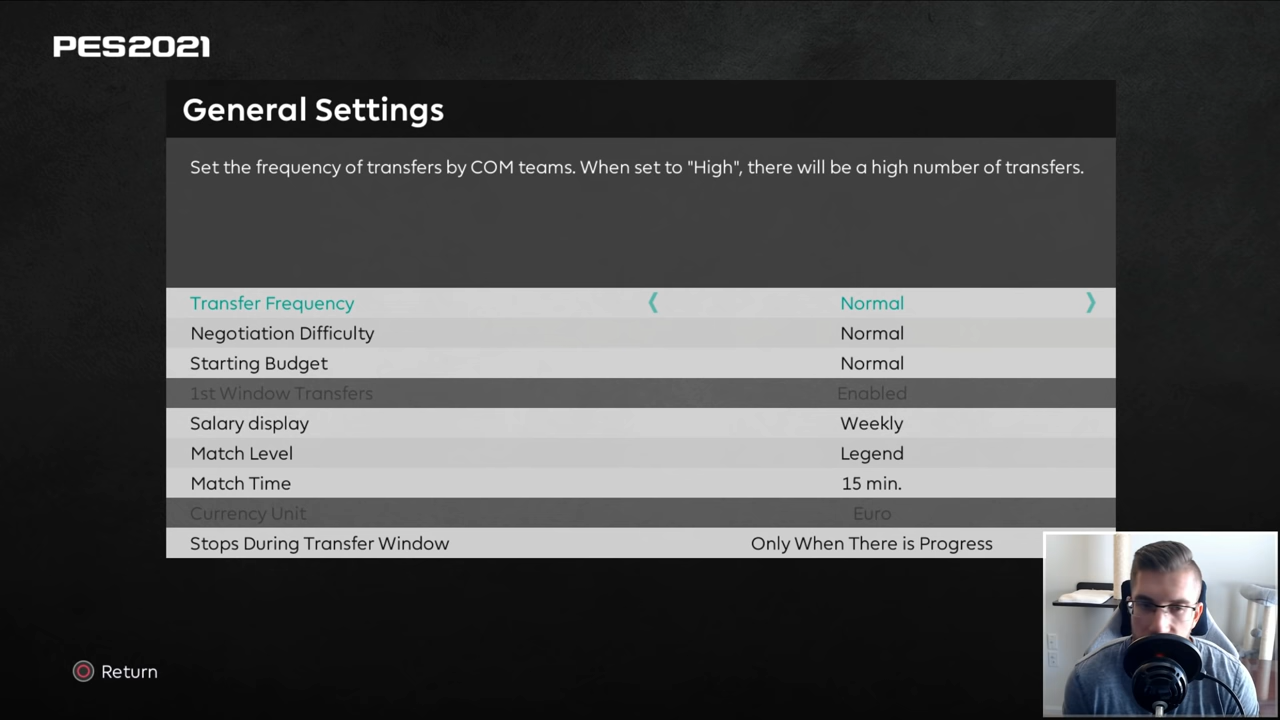 PES2021
General Settings
Set the frequency of transfers by COM teams. When set to "High", there will be a high number of transfers.
Transfer Frequency Normal
Negotiation Difficulty Normal
Starting Budget Normal
1st Window Transfers Enabled
Salary display Weekly
Match Level Legend
Match Time 15 min.
Currency Unit Euro
Stops During Transfer Window Only When There is Progress
Return